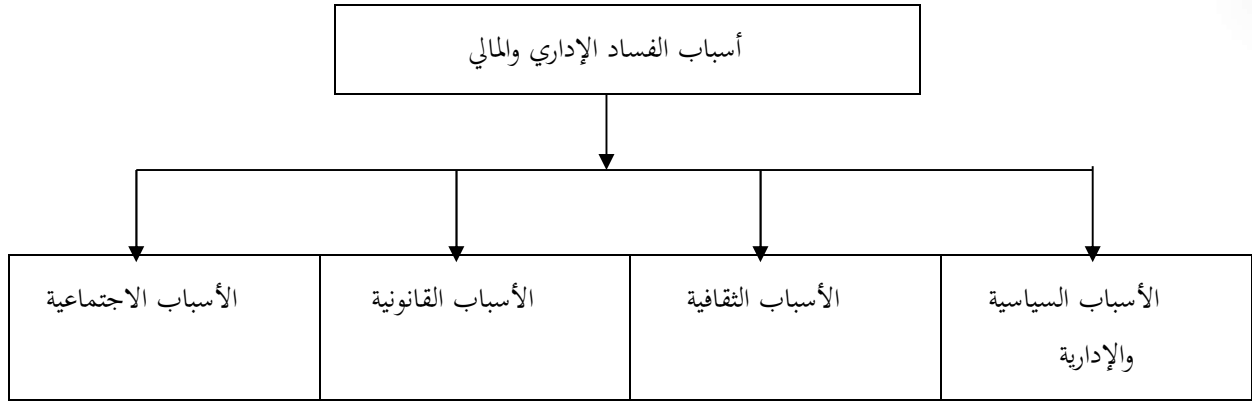 أسباب الفساد الإداري والمالي
الأسباب السياسية
والإدارية
الأسباب الثقافية
الأسباب القانونية
الأسباب الاجتماعية